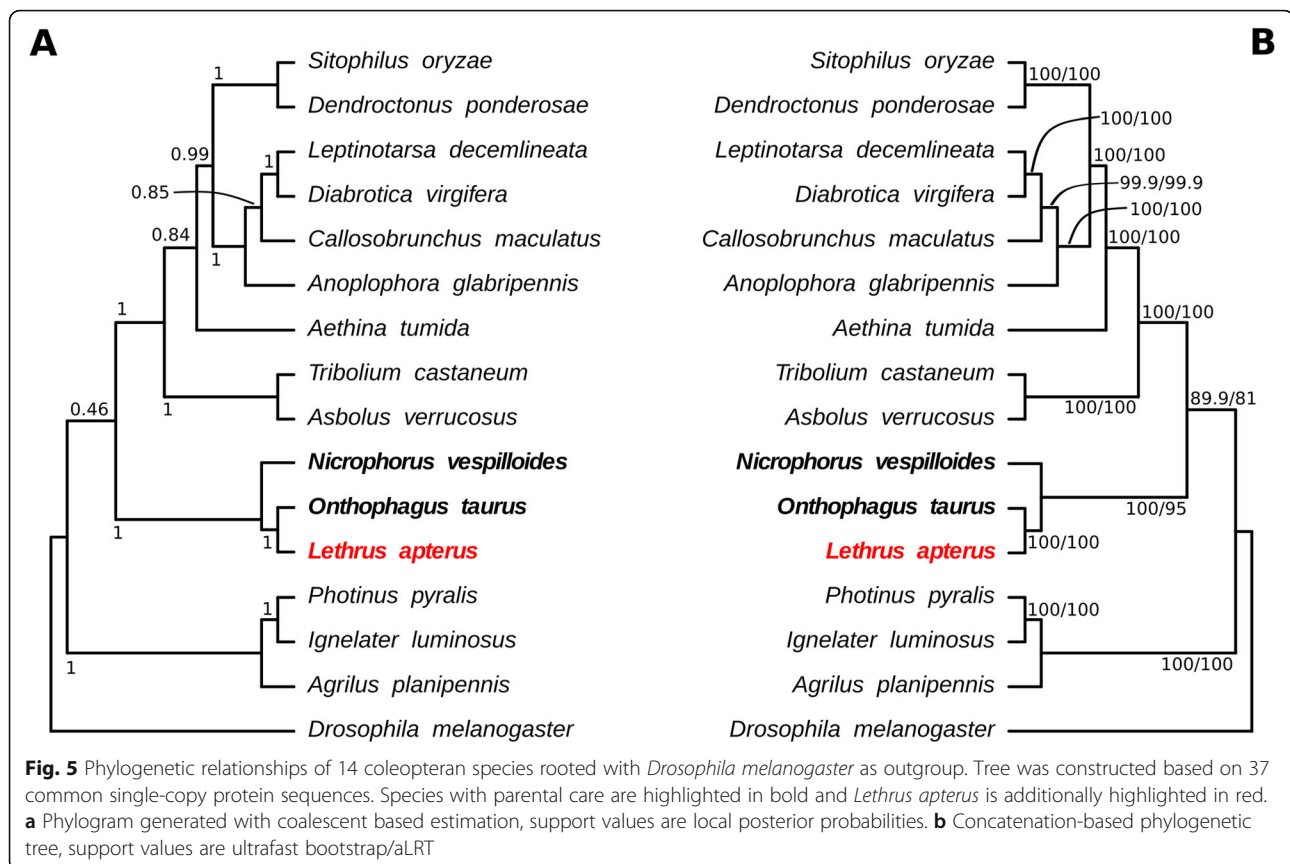 A
B
1
Sitophilus oryzae
Dendroctonus ponderosae
0.99
1
Leptinotarsa decemlineata
0.85
Diabrotica virgifera
0.84
Callosobrunchus maculatus
1
Anoplophora glabripennis
1
Aethina tumida
Tribolium castaneum
0.46
1
Asbolus verrucosus
Nicrophorus vespilloides
Onthophagus taurus
1
1
Lethrus apterus
1
Photinus pyralis
Ignelater luminosus
1
Agrilus planipennis
Drosophila melanogaster
Sitophilus oryzae
100/100
Dendroctonus ponderosae
100/100
Leptinotarsa decemlineata
100/100
Diabrotica virgifera
99.9/99.9
100/100
Callosobrunchus maculatus
100/100
Anoplophora glabripennis
100/100
Aethina tumida
Tribolium castaneum
89.9/81
100/100
Asbolus verrucosus
Nicrophorus vespilloides
100/95
Onthophagus taurus
100/100
Lethrus apterus
Photinus pyralis
100/100
Ignelater luminosus
100/100
Agrilus planipennis
Drosophila melanogaster
Fig. 5 Phylogenetic relationships of 14 coleopteran species rooted with Drosophila melanogaster as outgroup. Tree was constructed based on 37
common single-copy protein sequences. Species with parental care are highlighted in bold and Lethrus apterus is additionally highlighted in red.
a Phylogram generated with coalescent based estimation, support values are local posterior probabilities. b Concatenation-based phylogenetic
tree, support values are ultrafast bootstrap/aLRT